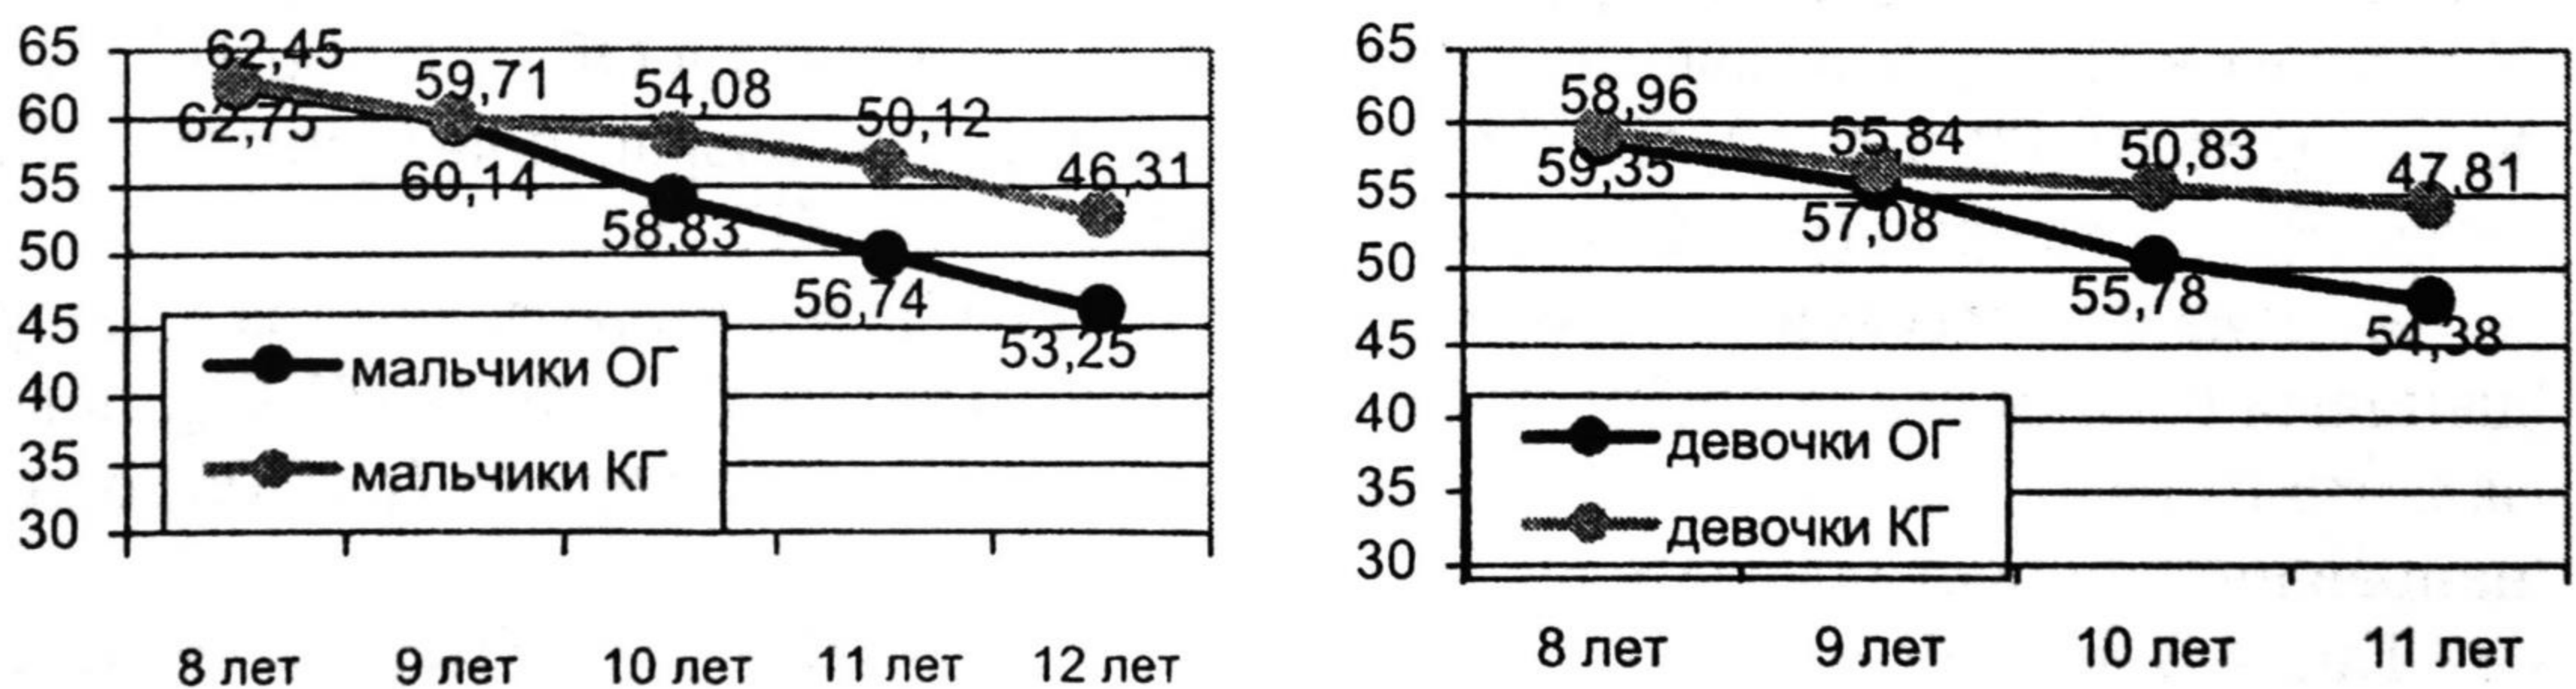 65
60
55
50
45
40
35
30
62,45
59,71
54,08
50,12
46,31
62,75
60,14
58,83
56,74
53,25
мальчики ОГ
мальчики КГ
8 лет
9 лет
10 лет
11 лет
12 лет
65
60
55
50
45
40
35
30
58,96
55,84
50,83
47,81
59,35
57,08
55,78
54,38
девочки ОГ
девочки КГ
8 лет
9 лет
10 лет
11 лет